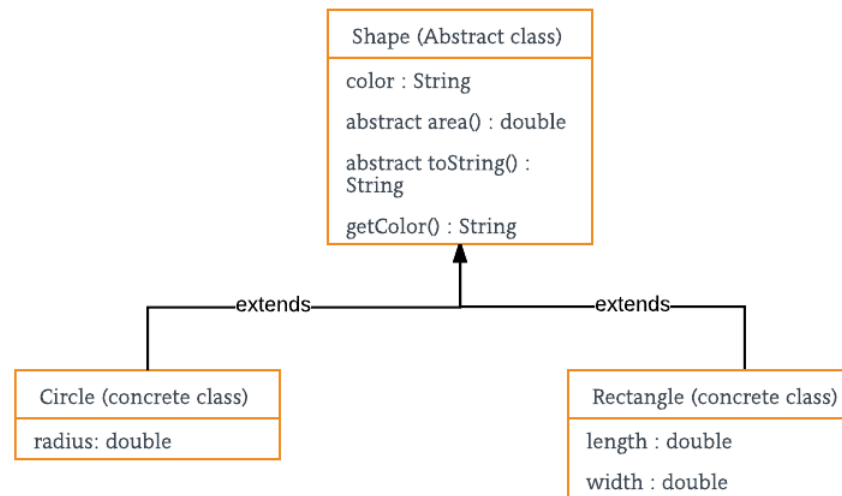 Shape (Abstract class)
color : String
abstract area() : double
abstract toString() :
String
getColor() : String
extends
extends
Circle (concrete class)
radius: double
Rectangle (concrete class)
length : double
width : double